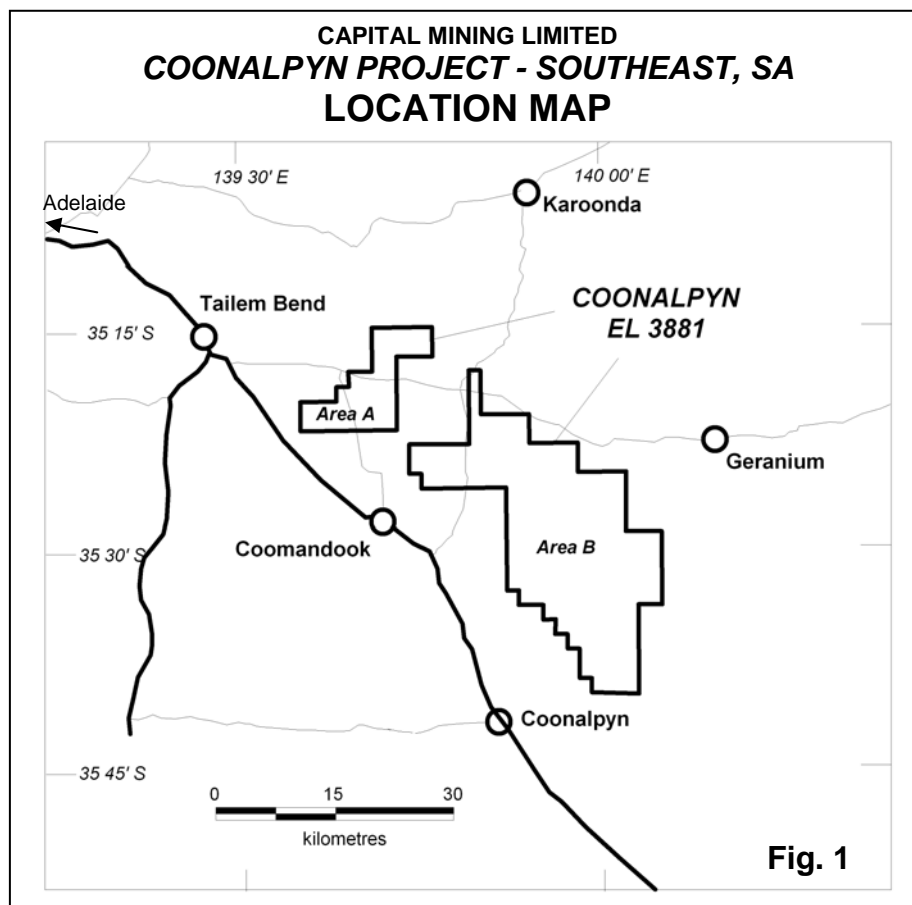 CAPITAL MINING LIMITED
COONALPYN PROJECT - SOUTHEAST, SA
LOCATION MAP
139 30' E
140 00' E
Karoonda
Adelaide
COONALPYN
EL 3881
Tailem Bend
35 15' S
Area A
Geranium
Coomandook
35 30' S
Area B
Coonalpyn
35 45' S
0 15 30
kilometres
Fig. 1